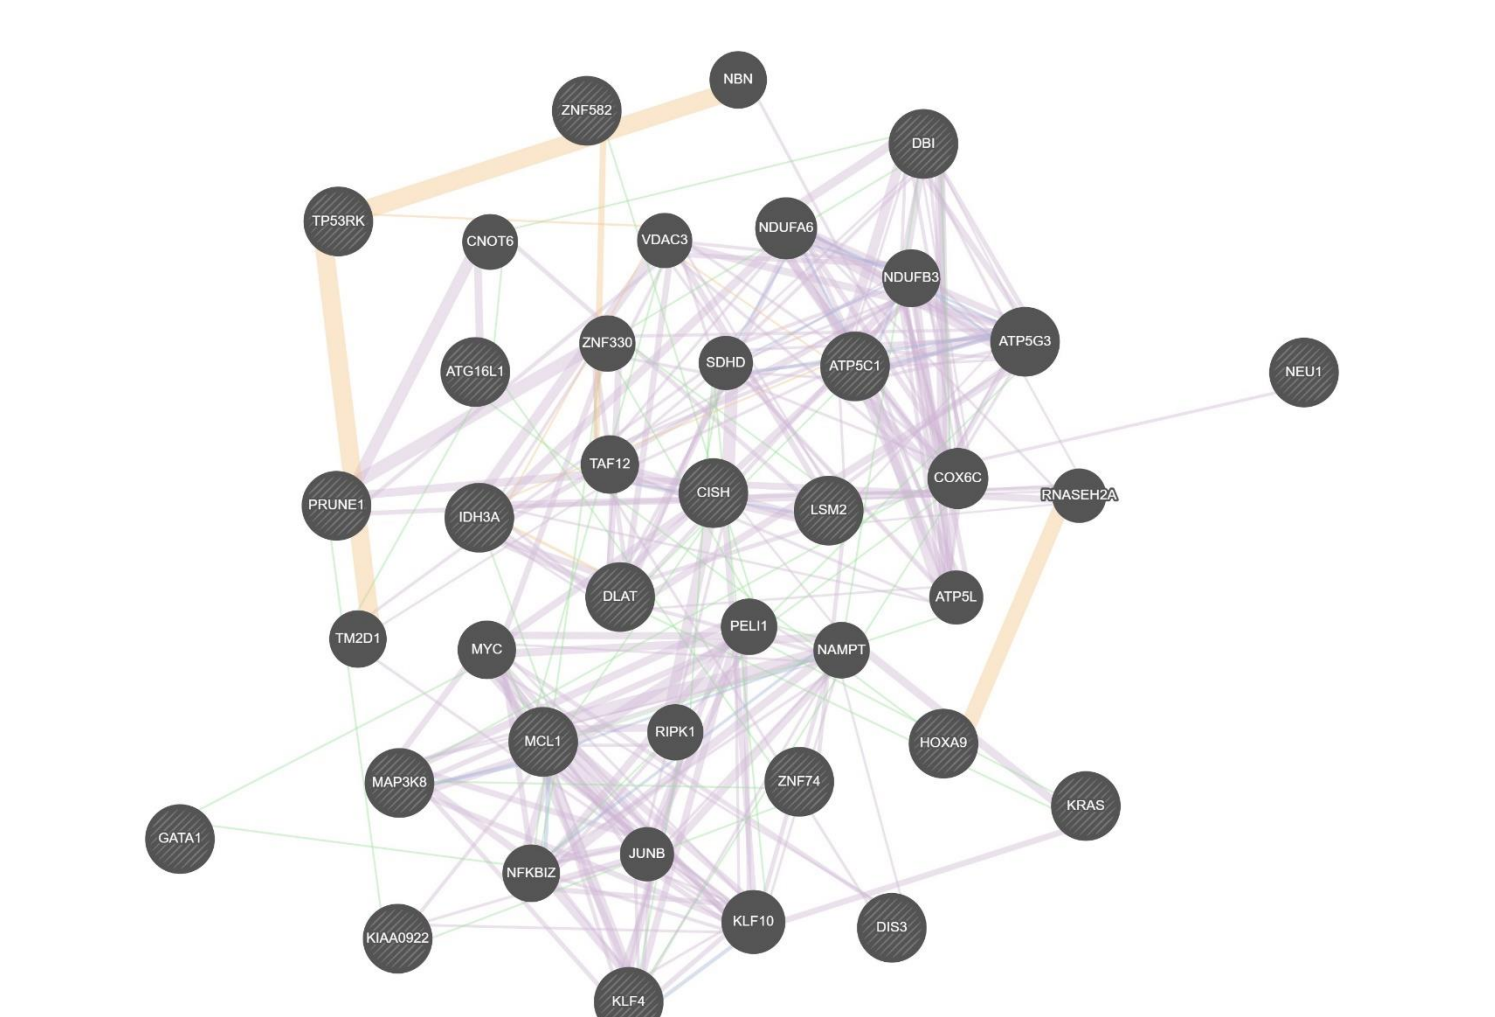 NBN
ZNF582
DBI
TP53RK
NDUFA6
CNOT6
VDAC3
NDUFB3
ZNF330
ATP5G3
SDHD
ATP5C1
ATG16L1
NEU1
TAF12
COX6C
CISH
RNASEH2A
PRUNE1
LSM2
IDH3A
DLAT
ATP5L
PELI1
TM2D1
MYC
NAMPT
RIPK1
MCL1
HOXA9
MAP3K8
ZNF74
KRAS
GATA1
JUNB
NFKBIZ
KLF10
DIS3
KIAA0922
KLF4